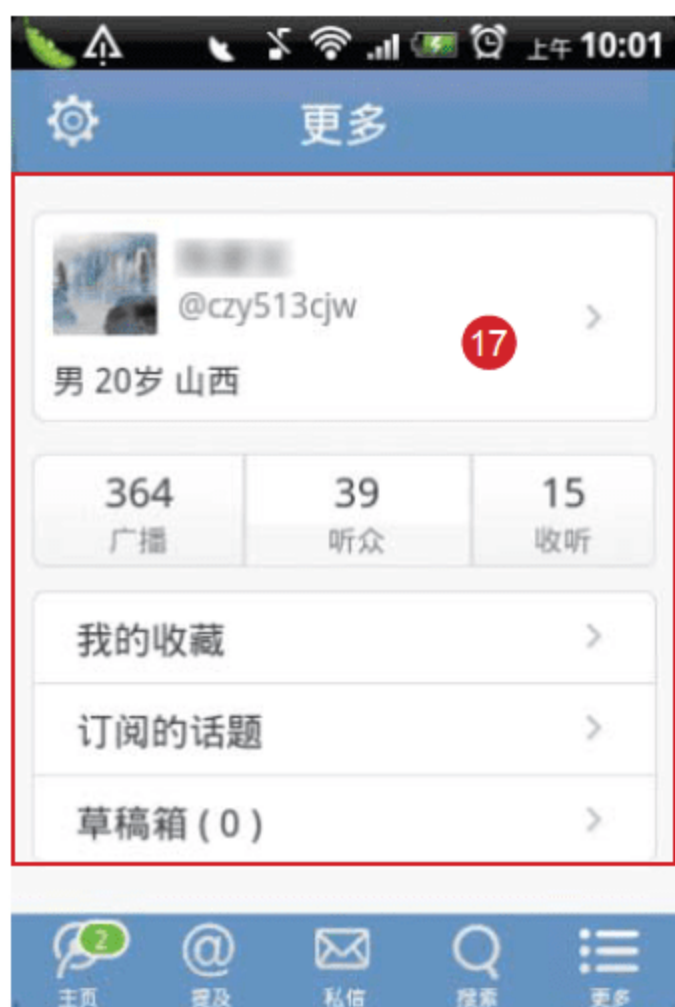 上午 10:01
更多
@czy513cjw
17
男 20岁 山西
364
39
15
广播
听众
收听
我的收藏
订阅的话题
草稿箱 ( 0 )
2
主页
提及
私信
搜索
更多